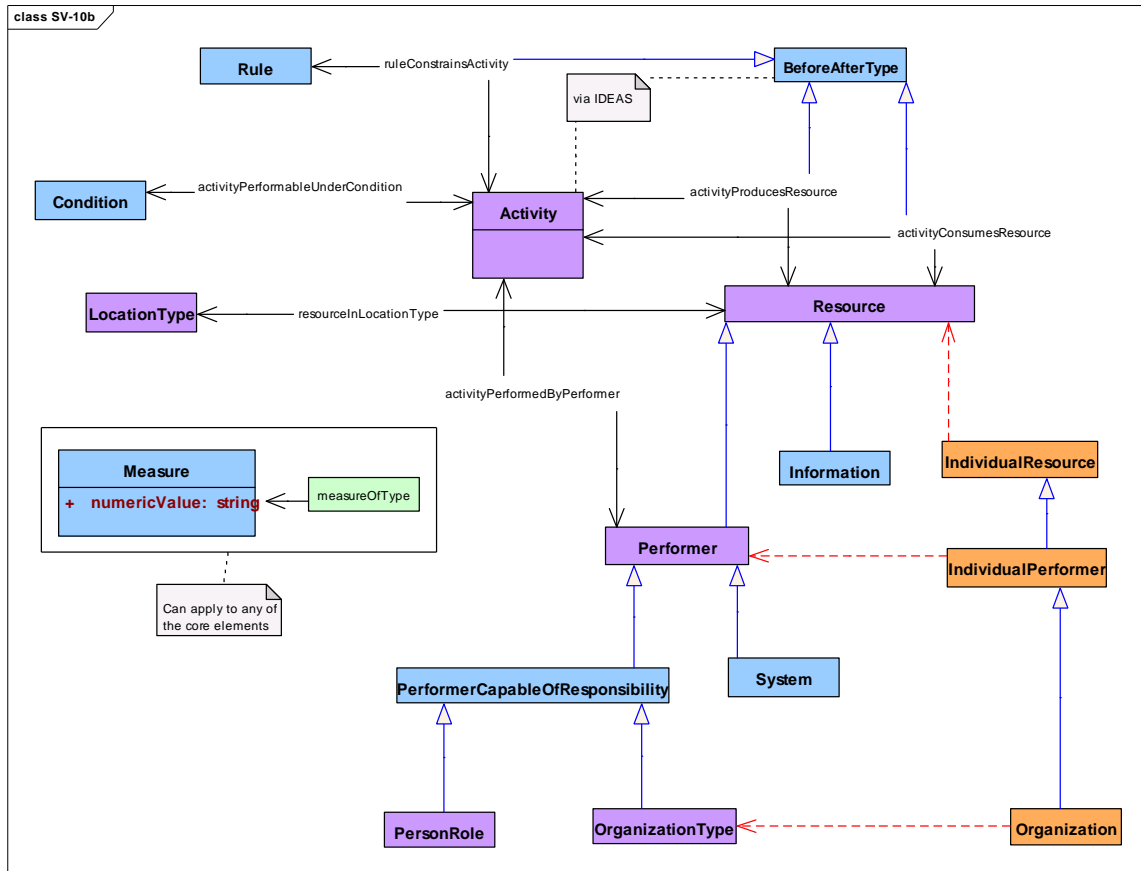 class SV-10b
Rule
ruleConstrainsActivity
BeforeAfterType
via IDEAS
Condition
activityPerformableUnderCondition
Activity
activityProducesResource
activityConsumesResource
LocationType
resourceInLocationType
Resource
activityPerformedByPerformer
Measure
+ numericValue: string
measureOfType
Information
IndividualResource
Performer
IndividualPerformer
Can apply to any of
the core elements
PerformerCapableOfResponsibility
System
PersonRole
OrganizationType
Organization